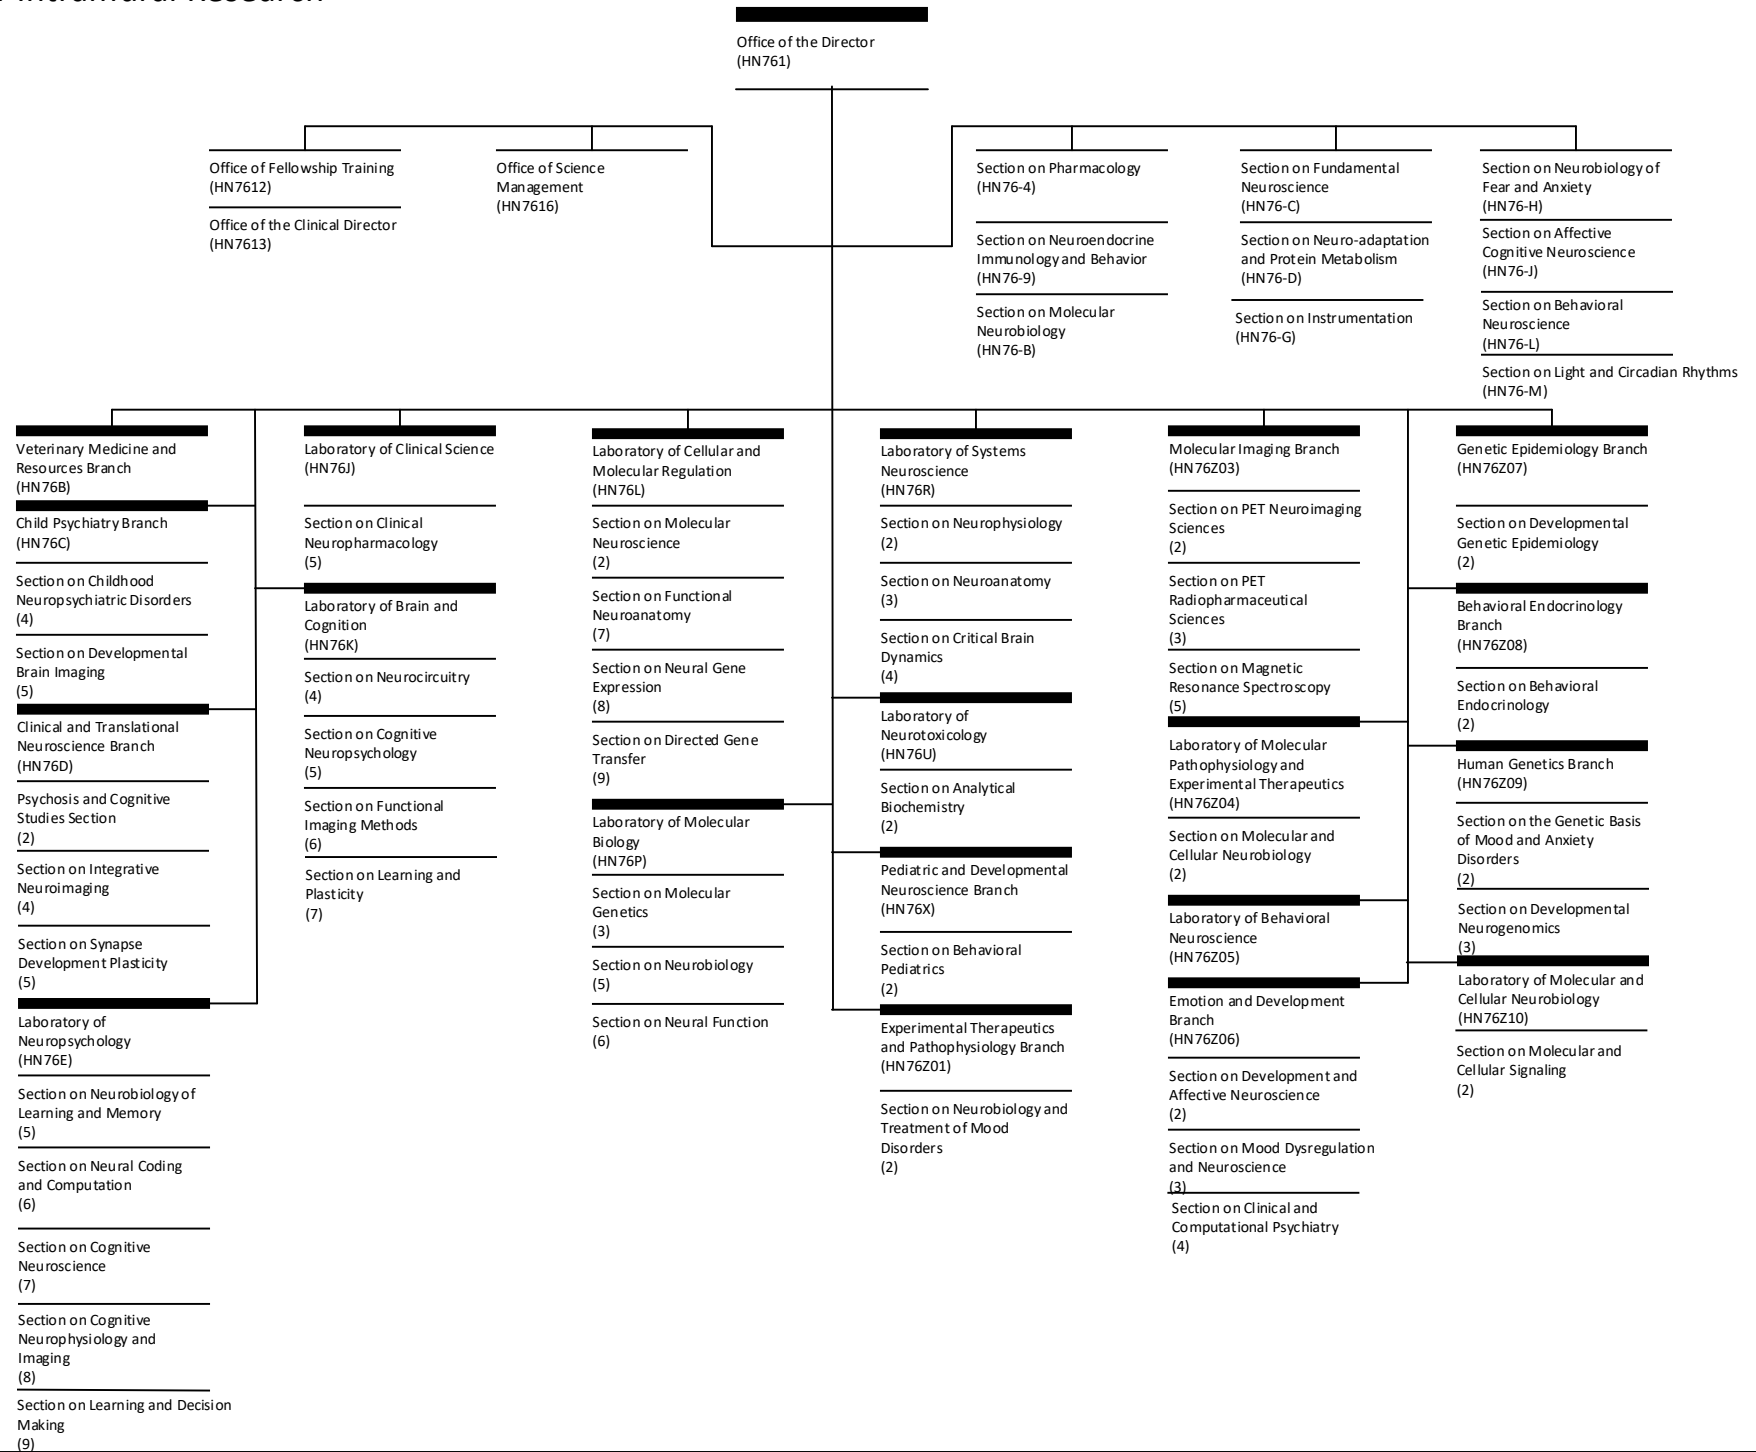 Intramural Research
Office of the Director
(HN761)
Office of Fellowship Training
(HN7612)
Office of the Clinical Director
(HN7613)
Office of Science
Management
(HN7616)
Section on Pharmacology
(HN76-4)
Section on Neuroendocrine
Immunology and Behavior
(HN76-9)
Section on Molecular
Neurobiology
(HN76-B)
Section on Fundamental
Neuroscience
(HN76-C)
Section on Neuro-adaptation
and Protein Metabolism
(HN76-D)
Section on Instrumentation
(HN76-G)
Section on Neurobiology of
Fear and Anxiety
(HN76-H)
Section on Affective
Cognitive Neuroscience
(HN76-J)
Section on Behavioral
Neuroscience
(HN76-L)
Section on Light and Circadian Rhythms
(HN76-M)
Veterinary Medicine and
Resources Branch
(HN76B)
Child Psychiatry Branch
(HN76C)
Section on Childhood
Neuropsychiatric Disorders
(4)
Section on Developmental
Brain Imaging
(5)
Clinical and Translational
Neuroscience Branch
(HN76D)
Psychosis and Cognitive
Studies Section
(2)
Section on Integrative
Neuroimaging
(4)
Section on Synapse
Development Plasticity
(5)
Laboratory of
Neuropsychology
(HN76E)
Section on Neurobiology of
Learning and Memory
(5)
Section on Neural Coding
and Computation
(6)
Section on Cognitive
Neuroscience
(7)
Section on Cognitive
Neurophysiology and
Imaging
(8)
Section on Learning and Decision
Making
(9)
Laboratory of Clinical Science
(HN76J)
Section on Clinical
Neuropharmacology
(5)
Laboratory of Brain and
Cognition
(HN76K)
Section on Neurocircuitry
(4)
Section on Cognitive
Neuropsychology
(5)
Section on Functional
Imaging Methods
(6)
Section on Learning and
Plasticity
(7)
Laboratory of Cellular and
Molecular Regulation
(HN76L)
Section on Molecular
Neuroscience
(2)
Section on Functional
Neuroanatomy
(7)
Section on Neural Gene
Expression
(8)
Section on Directed Gene
Transfer
(9)
Laboratory of Molecular
Biology
(HN76P)
Section on Molecular
Genetics
(3)
Section on Neurobiology
(5)
Section on Neural Function
(6)
Laboratory of Systems
Neuroscience
(HN76R)
Section on Neurophysiology
(2)
Section on Neuroanatomy
(3)
Section on Critical Brain
Dynamics
(4)
Laboratory of
Neurotoxicology
(HN76U)
Section on Analytical
Biochemistry
(2)
Pediatric and Developmental
Neuroscience Branch
(HN76X)
Section on Behavioral
Pediatrics
(2)
Experimental Therapeutics
and Pathophysiology Branch
(HN76Z01)
Section on Neurobiology and
Treatment of Mood
Disorders
(2)
Molecular Imaging Branch
(HN76Z03)
Section on PET Neuroimaging
Sciences
(2)
Section on PET
Radiopharmaceutical
Sciences
(3)
Section on Magnetic
Resonance Spectroscopy
(5)
Laboratory of Molecular
Pathophysiology and
Experimental Therapeutics
(HN76Z04)
Section on Molecular and
Cellular Neurobiology
(2)
Laboratory of Behavioral
Neuroscience
(HN76Z05)
Emotion and Development
Branch
(HN76Z06)
Section on Development and
Affective Neuroscience
(2)
Section on Mood Dysregulation
and Neuroscience
(3)
Section on Clinical and
Computational Psychiatry
(4)
Genetic Epidemiology Branch
(HN76Z07)
Section on Developmental
Genetic Epidemiology
(2)
Behavioral Endocrinology
Branch
(HN76Z08)
Section on Behavioral
Endocrinology
(2)
Human Genetics Branch
(HN76Z09)
Section on the Genetic Basis
of Mood and Anxiety
Disorders
(2)
Section on Developmental
Neurogenomics
(3)
Laboratory of Molecular and
Cellular Neurobiology
(HN76Z10)
Section on Molecular and
Cellular Signaling
(2)